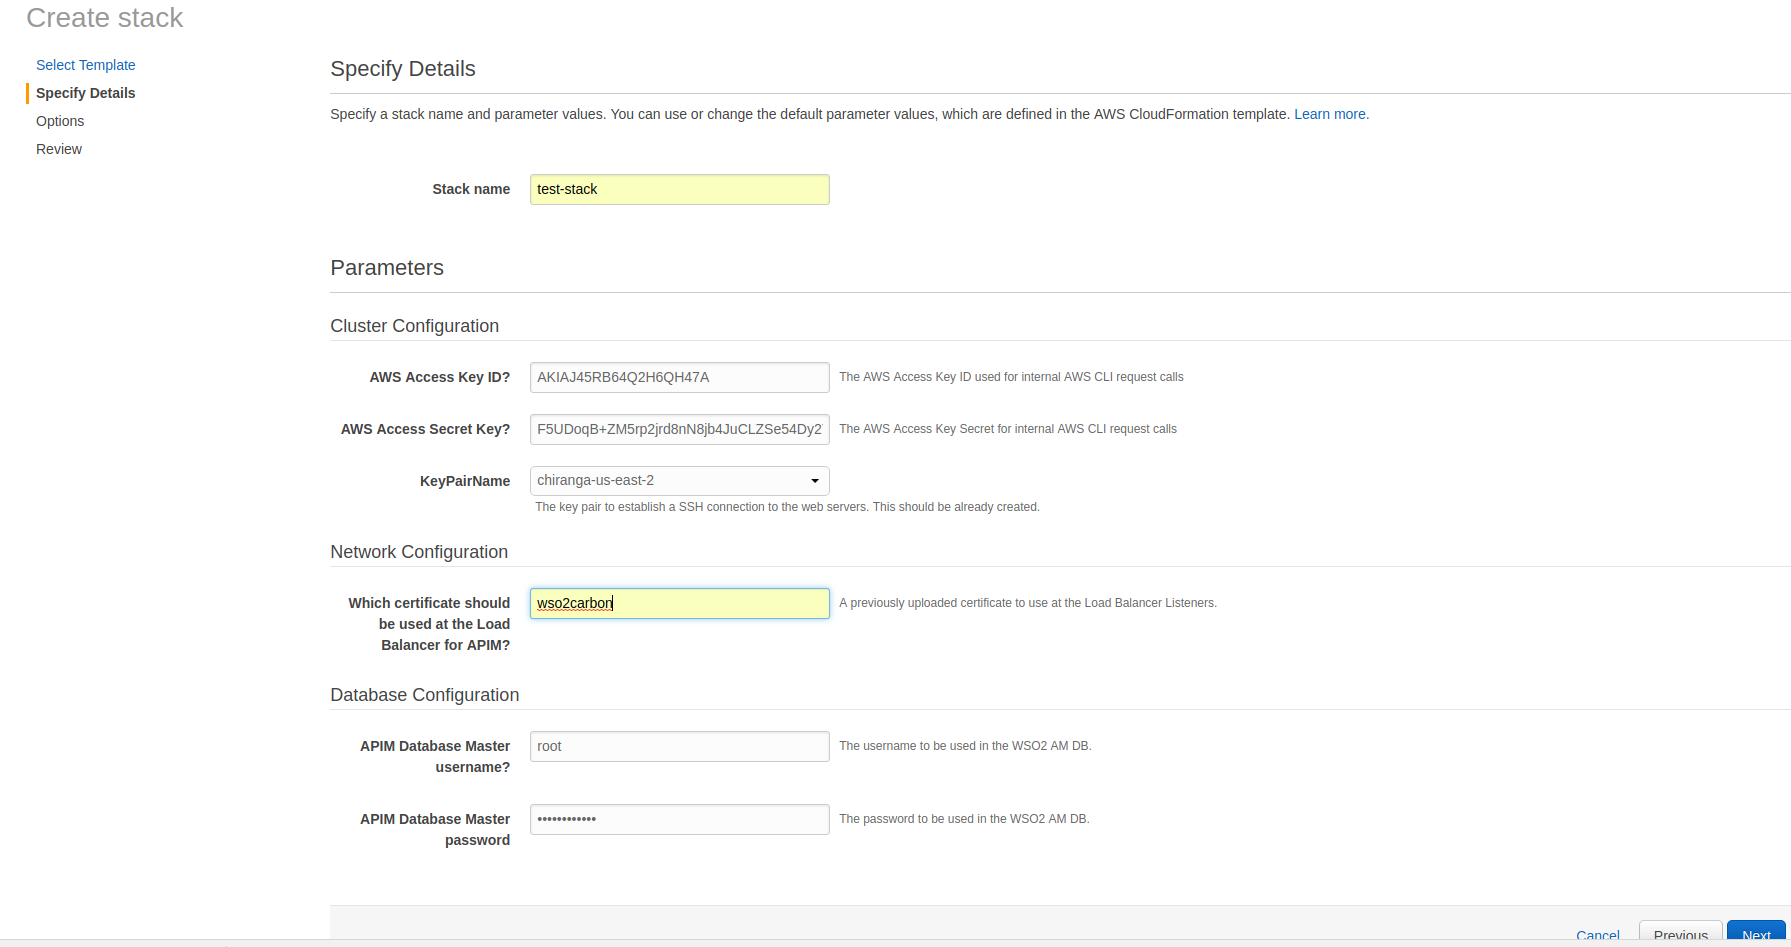 Create stack
Select Template
Specify Details
Options
Review
Specify Details
Specify a stack name and parameter values. You can use or change the default parameter values, which are defined in the AWS CloudFormation template. Learn more.
Stack name test-stack
Parameters
Cluster Configuration
AWS Access Key ID? AKIAJ45RB64Q2H6QH47A The AWS Access Key ID used for internal AWS CLI request calls
AWS Access Secret Key? F5UDoqB+ZM5rp2jrd8nN8jb4JuCLZSe54Dy2 The AWS Access Key Secret for internal AWS CLI request calls
KeyPairName chiranga-us-east-2
The key pair to establish a SSH connection to the web servers. This should be already created.
Network Configuration
Which certificate should wso2carbon A previously uploaded certificate to use at the Load Balancer Listeners.
be used at the Load
Balancer for APIM?
Database Configuration
APIM Database Master root The username to be used in the WSO2 AM DB.
username?
APIM Database Master •••••••••••• The password to be used in the WSO2 AM DB.
password
Cancel Previous Next